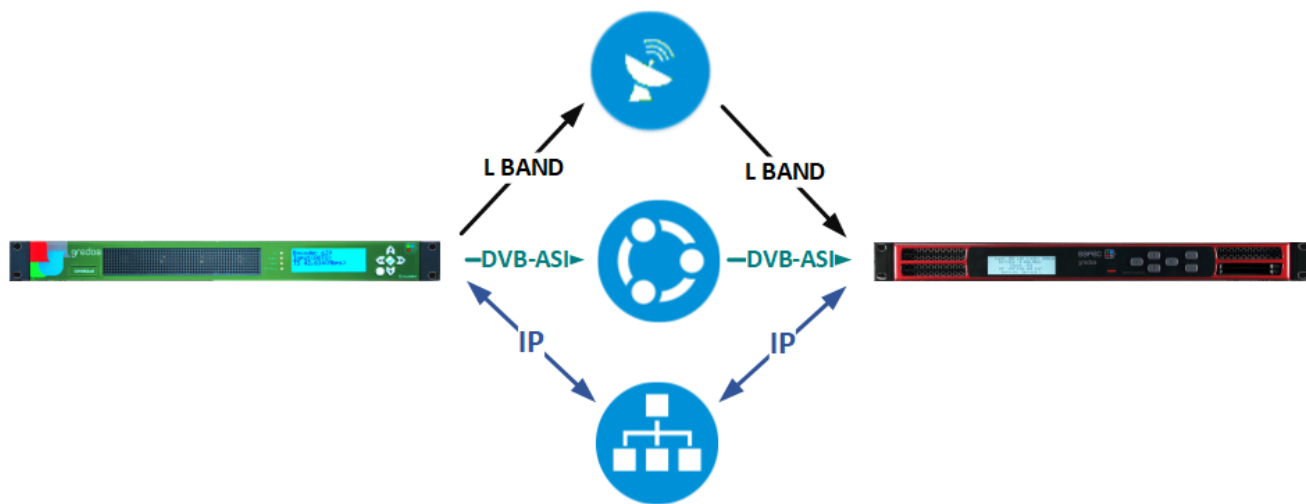 L BAND
L BAND
gredos
DVB-ASI
DVB-ASI
gredos
IP
IP